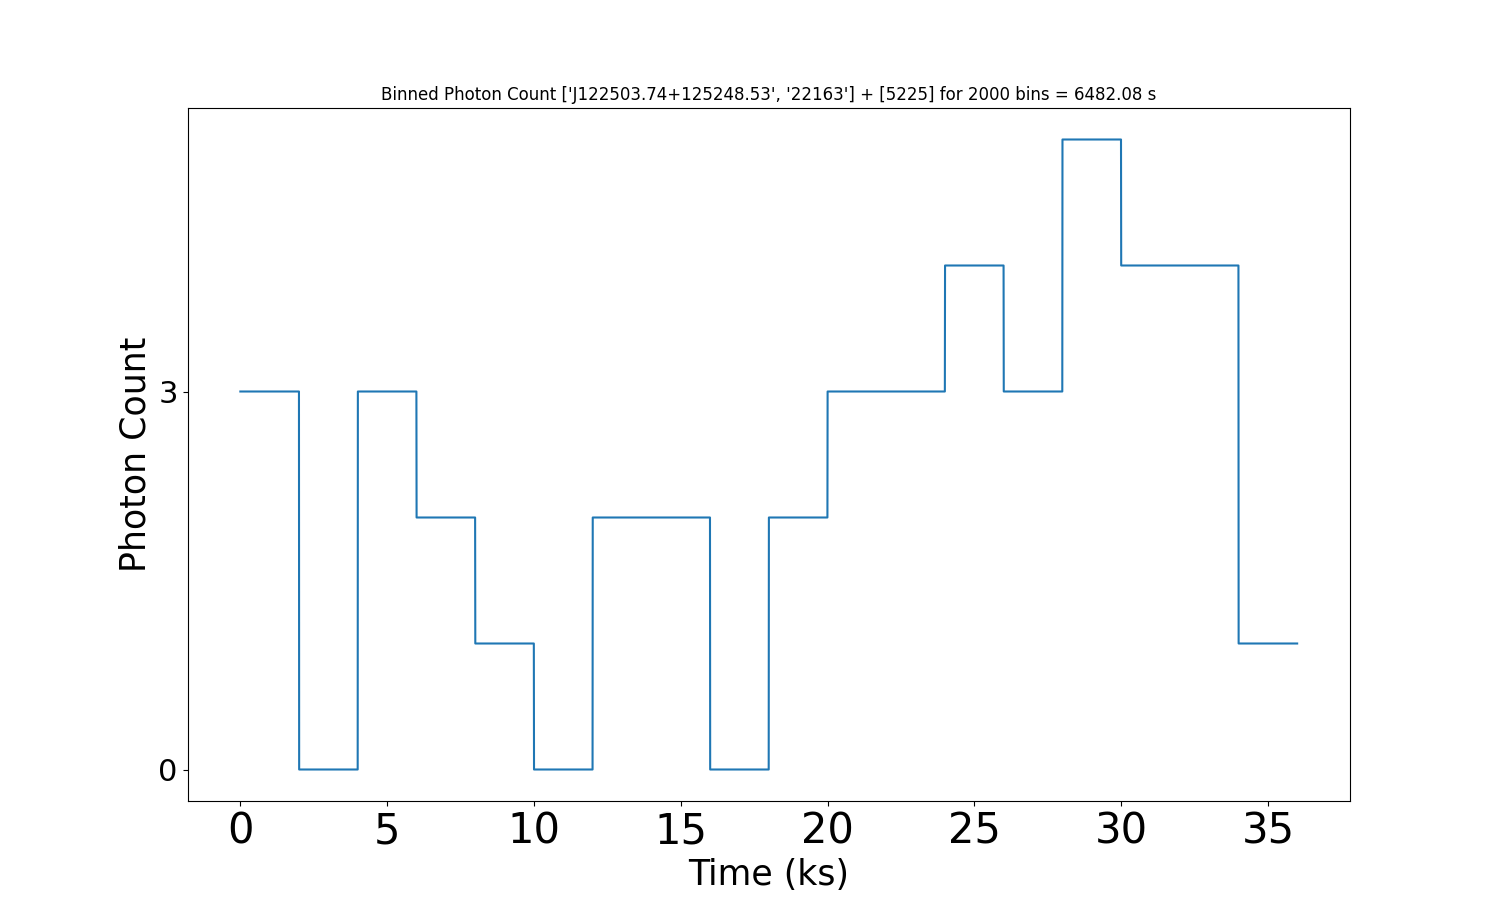 Binned Photon Count ['J122503.74+125248.53', '22163'] + [5225] for 2000 bins = 6482.08 s
Photon Count
3
0
0 5 10 15 20 25 30 35
Time (ks)